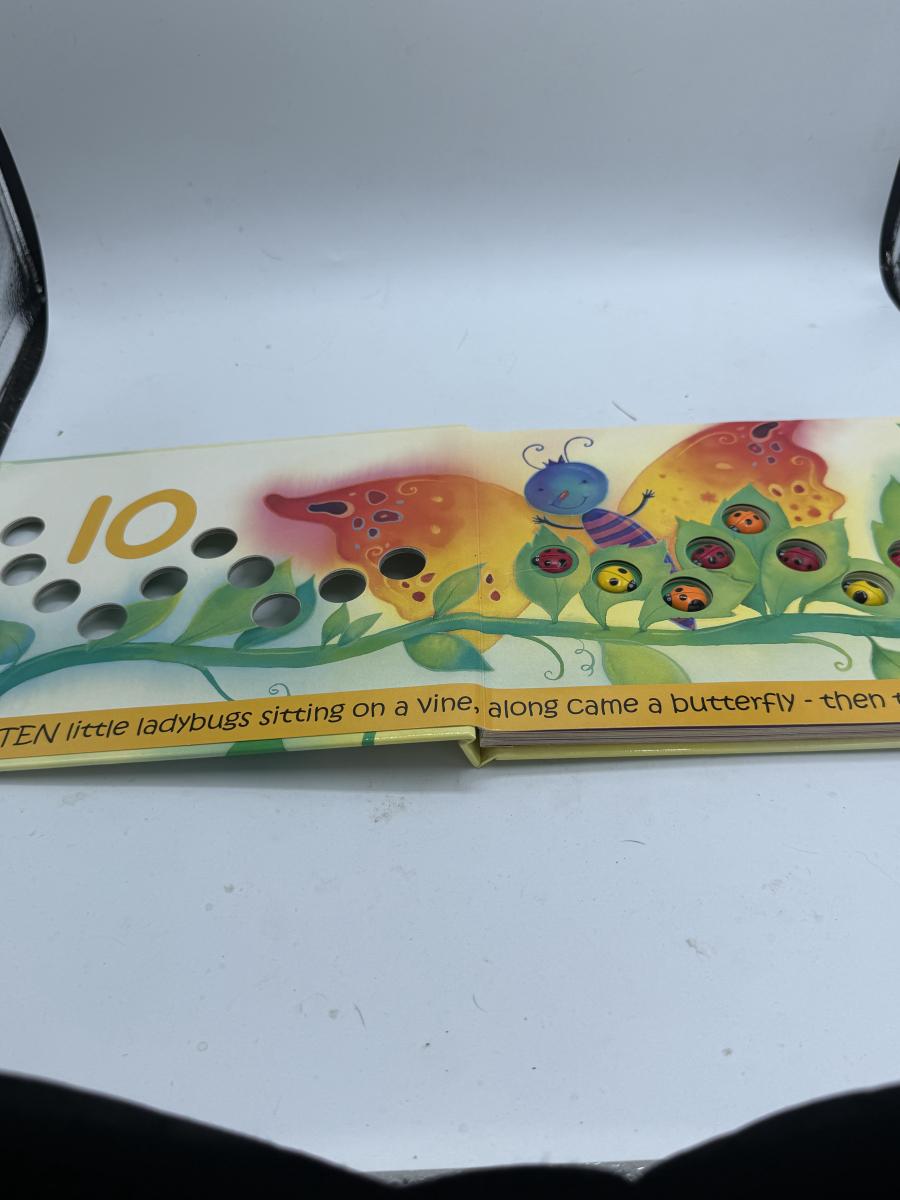 10
TEN little ladybugs sitting on a vine, along came a butterfly - then